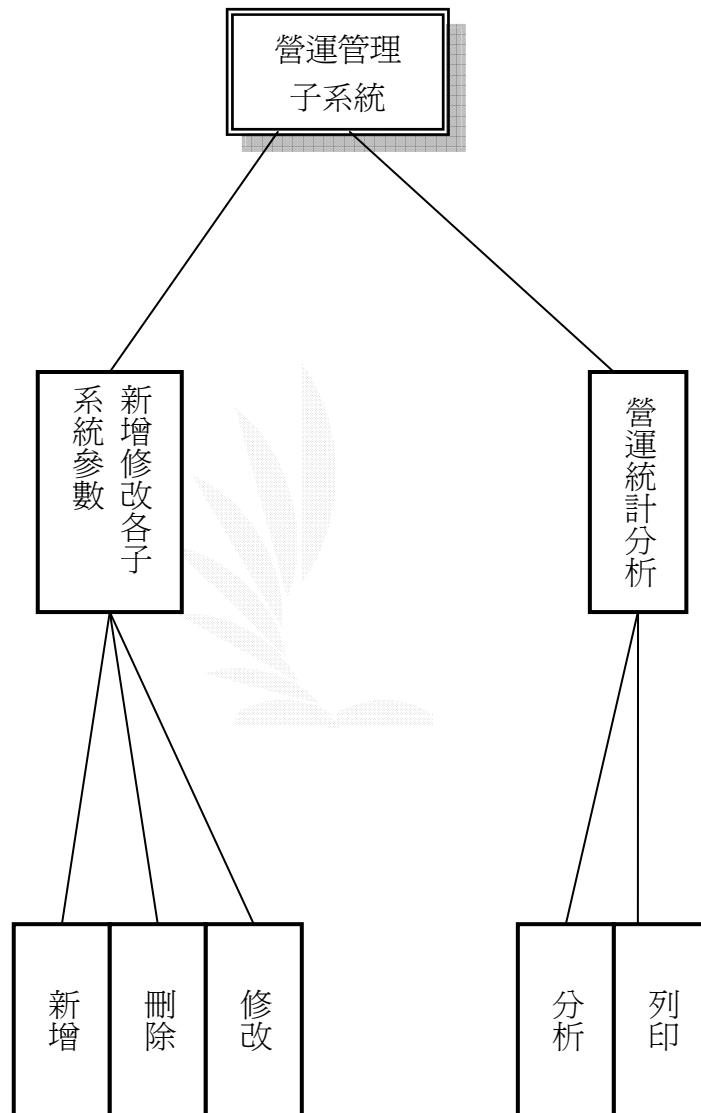 營運管理
子系統
新增修改各子
系統參數
營運統計分析
新增
刪除
修改
分析
列印